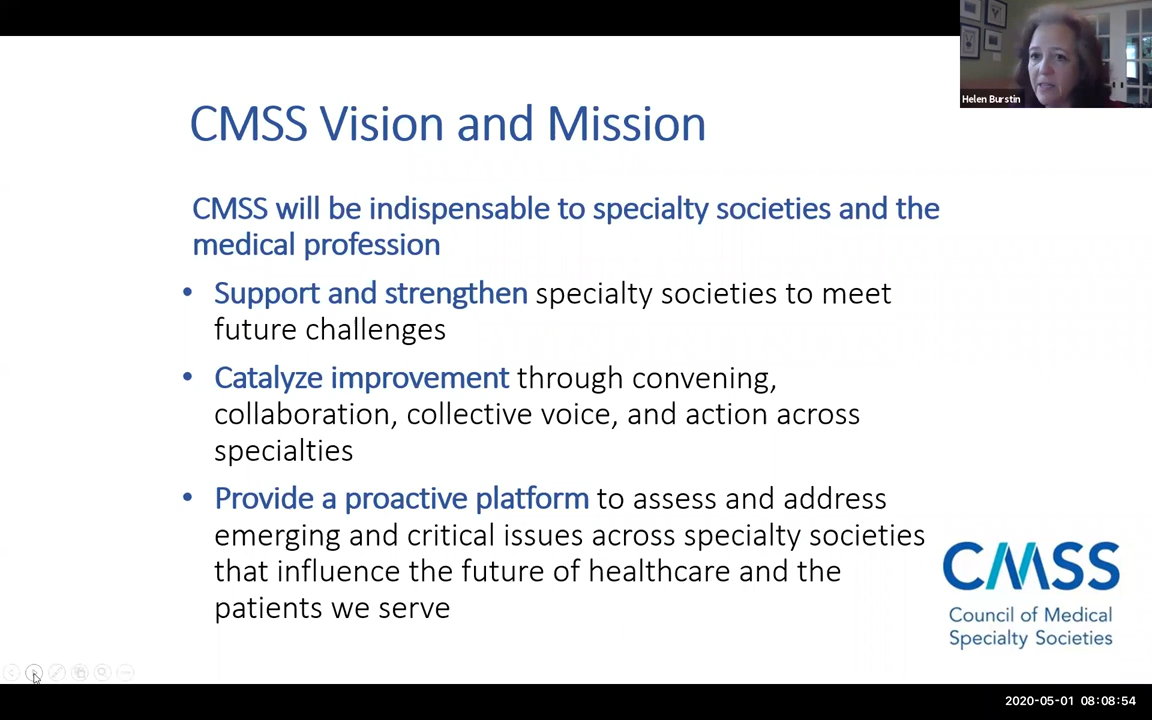 Helen Burstin
CMSS Vision and Mission
CMSS will be indispensable to specialty societies and the
medical profession
• Support and strengthen specialty societies to meet
future challenges
• Catalyze improvement through convening,
collaboration, collective voice, and action across
specialties
• Provide a proactive platform to assess and address
emerging and critical issues across specialty societies
that influence the future of healthcare and the
patients we serve
CMSS
Council of Medical
Specialty Societies
2020-05-01 08:08:54